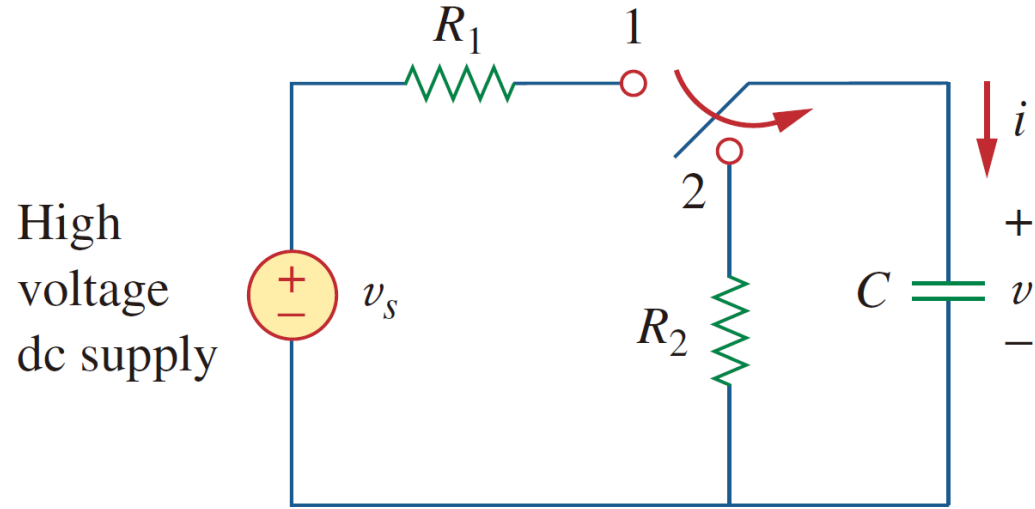 R₁
1
i
2
High
voltage
dc supply
+
−
vₛ
R₂
C
+
v
−